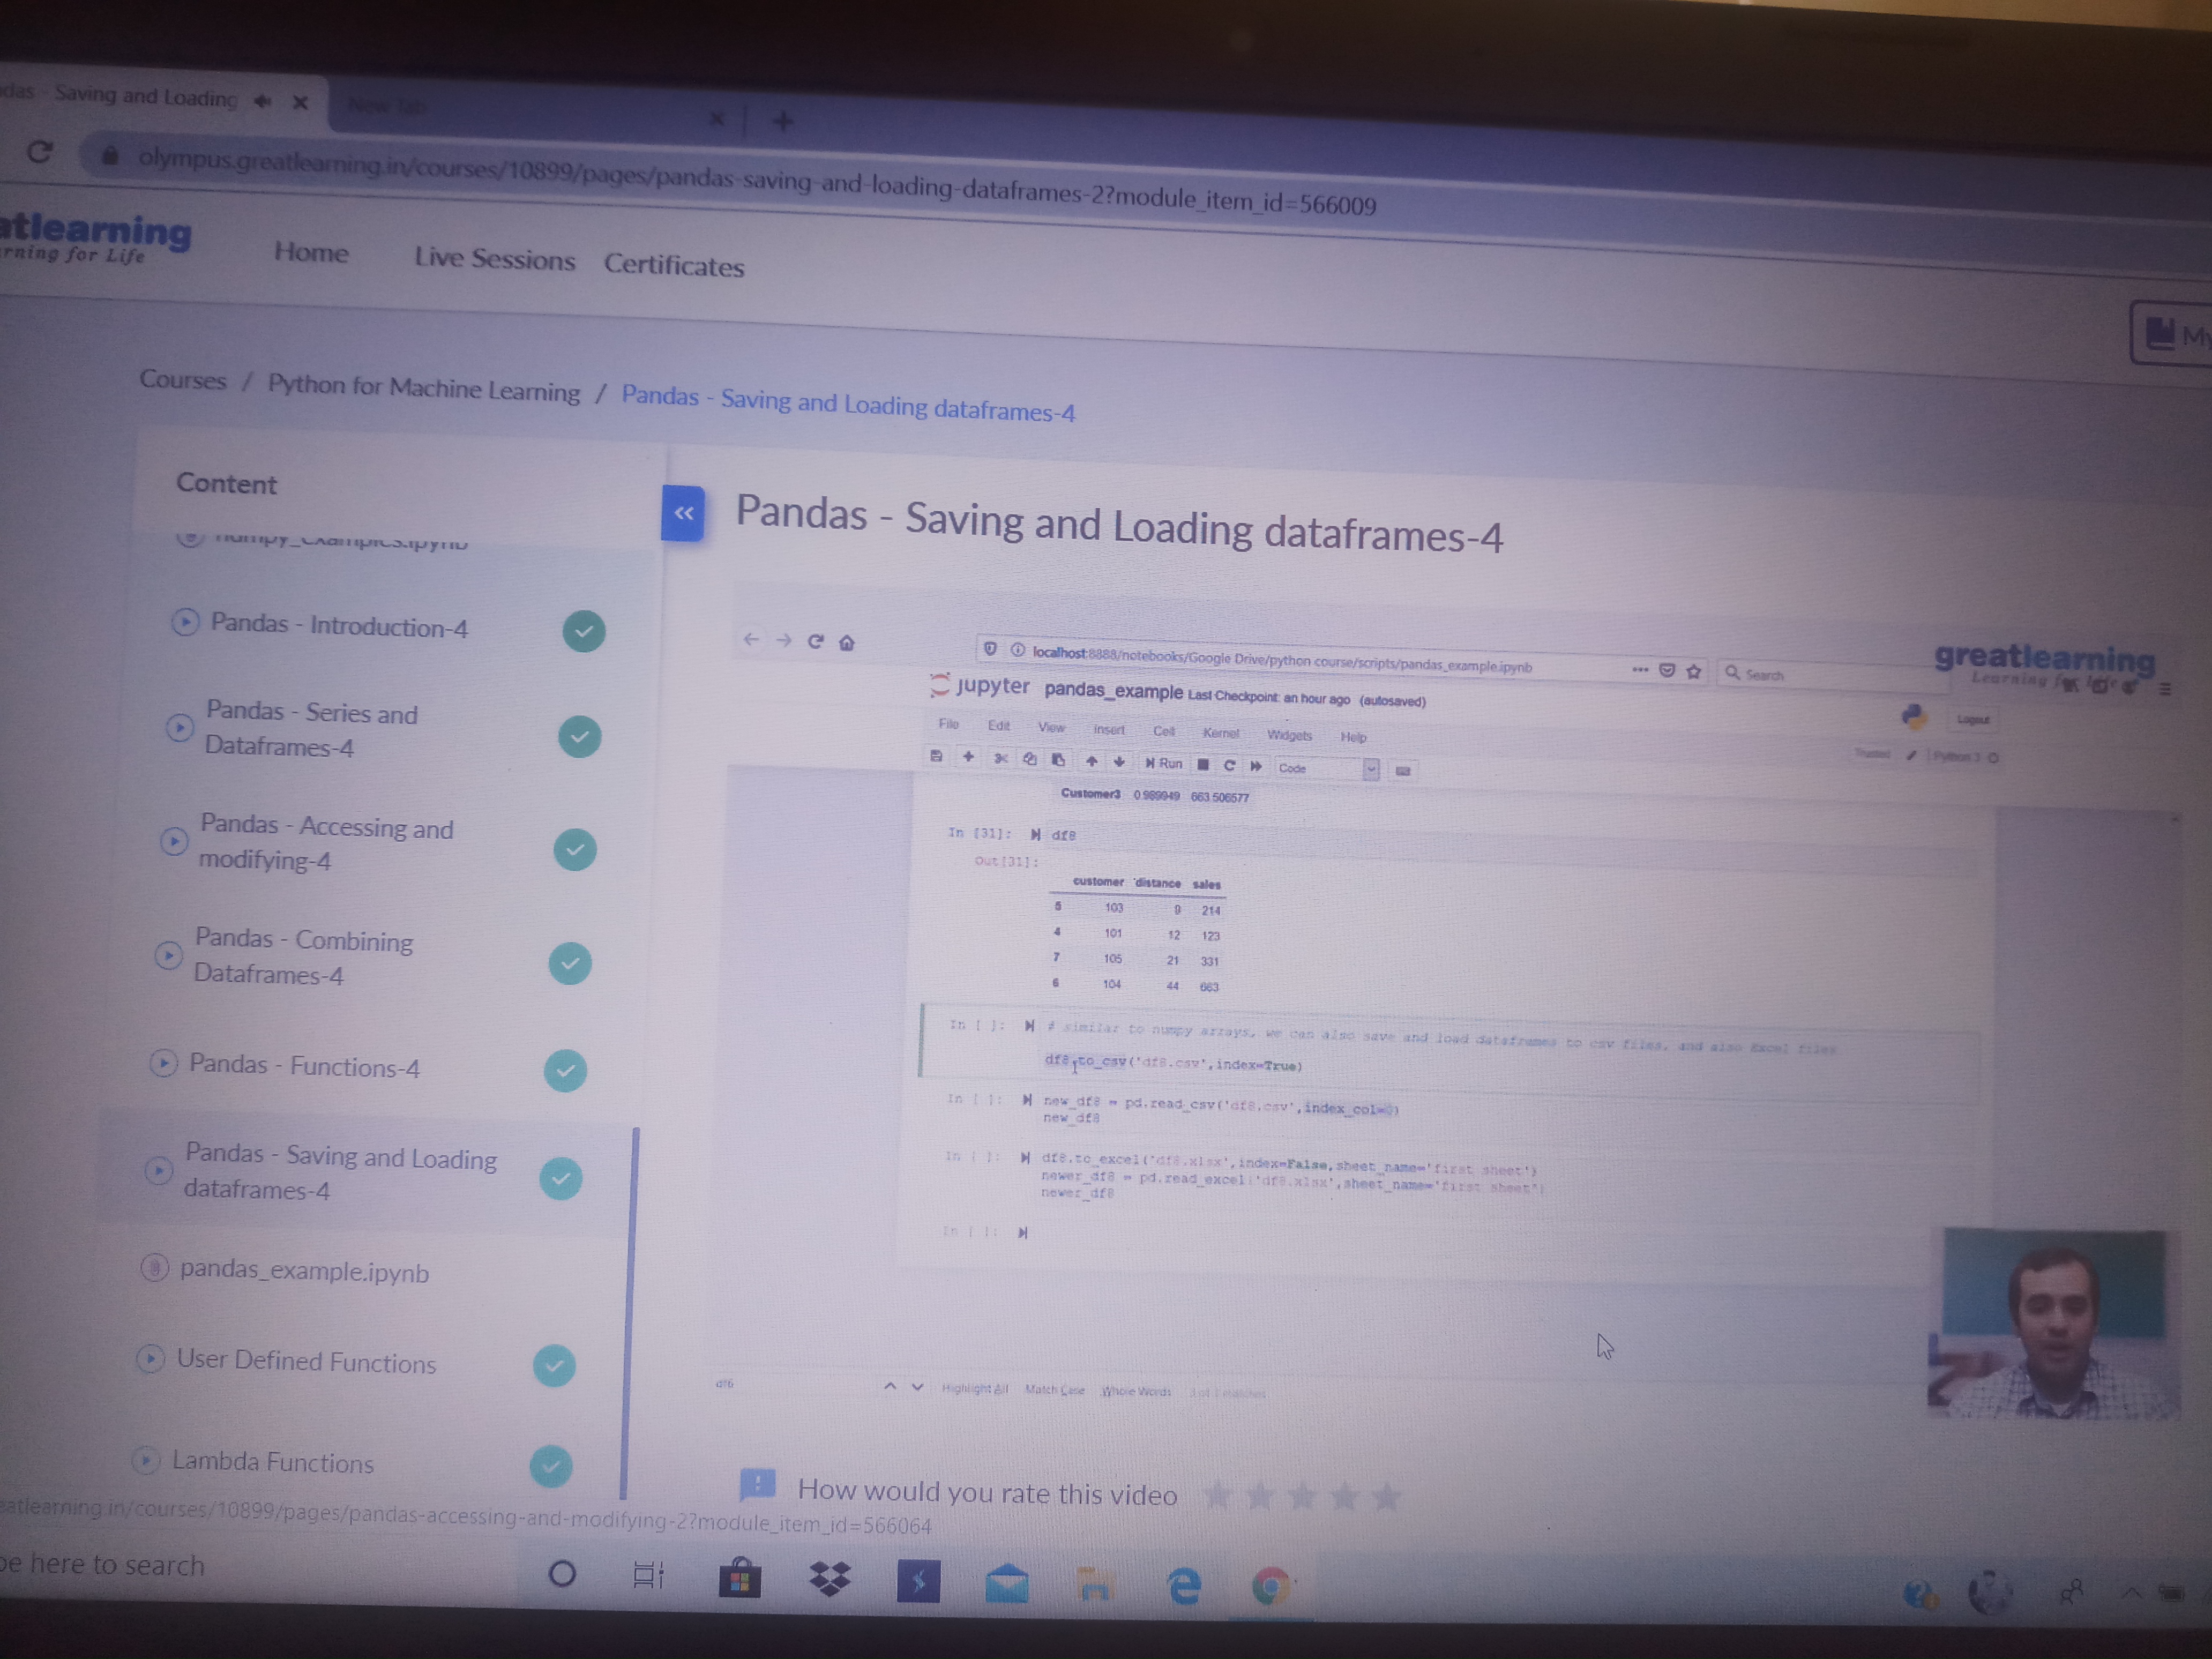 das - Saving and Loading
New Tab
olympus.greatlearning.in/courses/10899/pages/pandas-saving-and-loading-dataframes-2?module_item_id=566009
atlearning
rning for Life
Home Live Sessions Certificates
My
Courses / Python for Machine Learning / Pandas - Saving and Loading dataframes-4
Content
numpy_examples.ipynb
Pandas - Introduction-4
Pandas - Series and
Dataframes-4
Pandas - Accessing and
modifying-4
Pandas - Combining
Dataframes-4
Pandas - Functions-4
Pandas - Saving and Loading
dataframes-4
pandas_example.ipynb
User Defined Functions
Lambda Functions
Pandas - Saving and Loading dataframes-4
localhost:8888/notebooks/Google Drive/python course/scripts/pandas_example.ipynb
Search
greatlearning
Learning for Life
jupyter pandas_example Last Checkpoint: an hour ago (autosaved)
Logout
File Edit View Insert Cell Kernel Widgets Help
Trusted Python 3
Run Code
Customer3 0.989949 663.506577
In [31]: df8
Out[31]:
customer distance sales
5 103 9 214
4 101 12 123
7 105 21 331
6 104 44 663
In [ ]: # similar to numpy arrays, we can also save and load dataframes to csv files, and also Excel files
df8.to_csv('df8.csv',index=True)
In [ ]: new_df8 = pd.read_csv('df8.csv',index_col=0)
new_df8
In [ ]: df8.to_excel('df8.xlsx',index=False,sheet_name='first sheet')
newer_df8 = pd.read_excel('df8.xlsx',sheet_name='first sheet')
newer_df8
In [ ]:
df6
Highlight All Match Case Whole Words
How would you rate this video
eatlearning.in/courses/10899/pages/pandas-accessing-and-modifying-2?module_item_id=566064
pe here to search